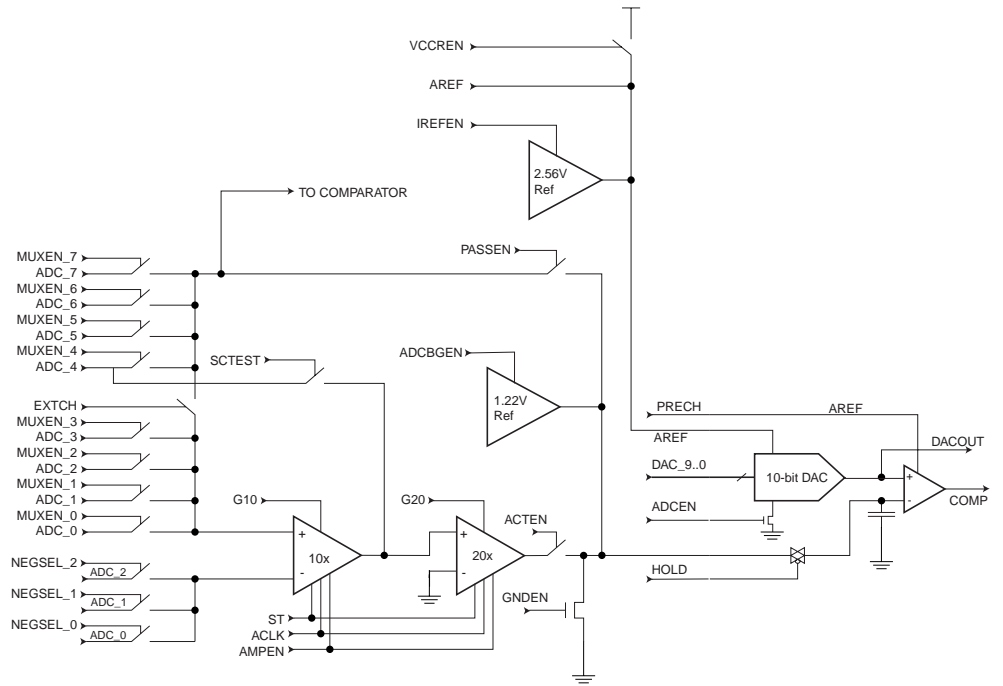 VCCREN
AREF
IREFEN
2.56V
Ref
TO COMPARATOR
PASSEN
MUXEN_7
ADC_7
MUXEN_6
ADC_6
MUXEN_5
ADC_5
MUXEN_4
ADC_4
SCTEST
ADCBGEN
1.22V
Ref
EXTCH
MUXEN_3
ADC_3
MUXEN_2
ADC_2
MUXEN_1
ADC_1
MUXEN_0
ADC_0
PRECH
AREF
AREF
DACOUT
DAC_9..0
10-bit DAC
+
-
COMP
ADCEN
G10
+
10x
-
G20
+
20x
-
ACTEN
HOLD
NEGSEL_2
ADC_2
NEGSEL_1
ADC_1
NEGSEL_0
ADC_0
GNDEN
ST
ACLK
AMPEN